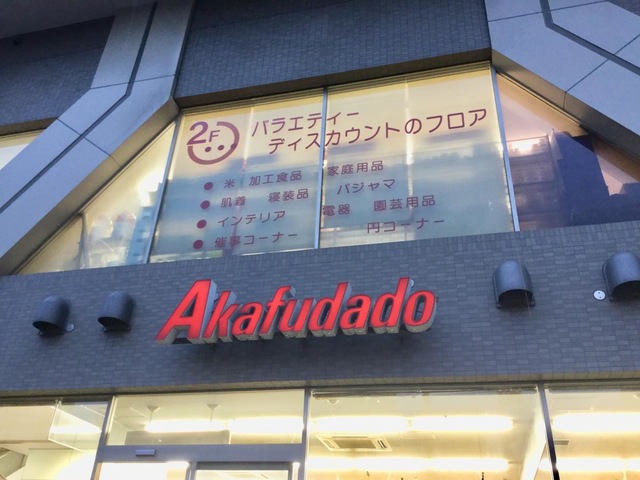 2F
バラエティー
ディスカウントのフロア
● 米 加工食品 家庭用品
● 肌着 寝装品 パジャマ
● インテリア 電器 園芸用品
● 催事コーナー 円コーナー
Akafudado